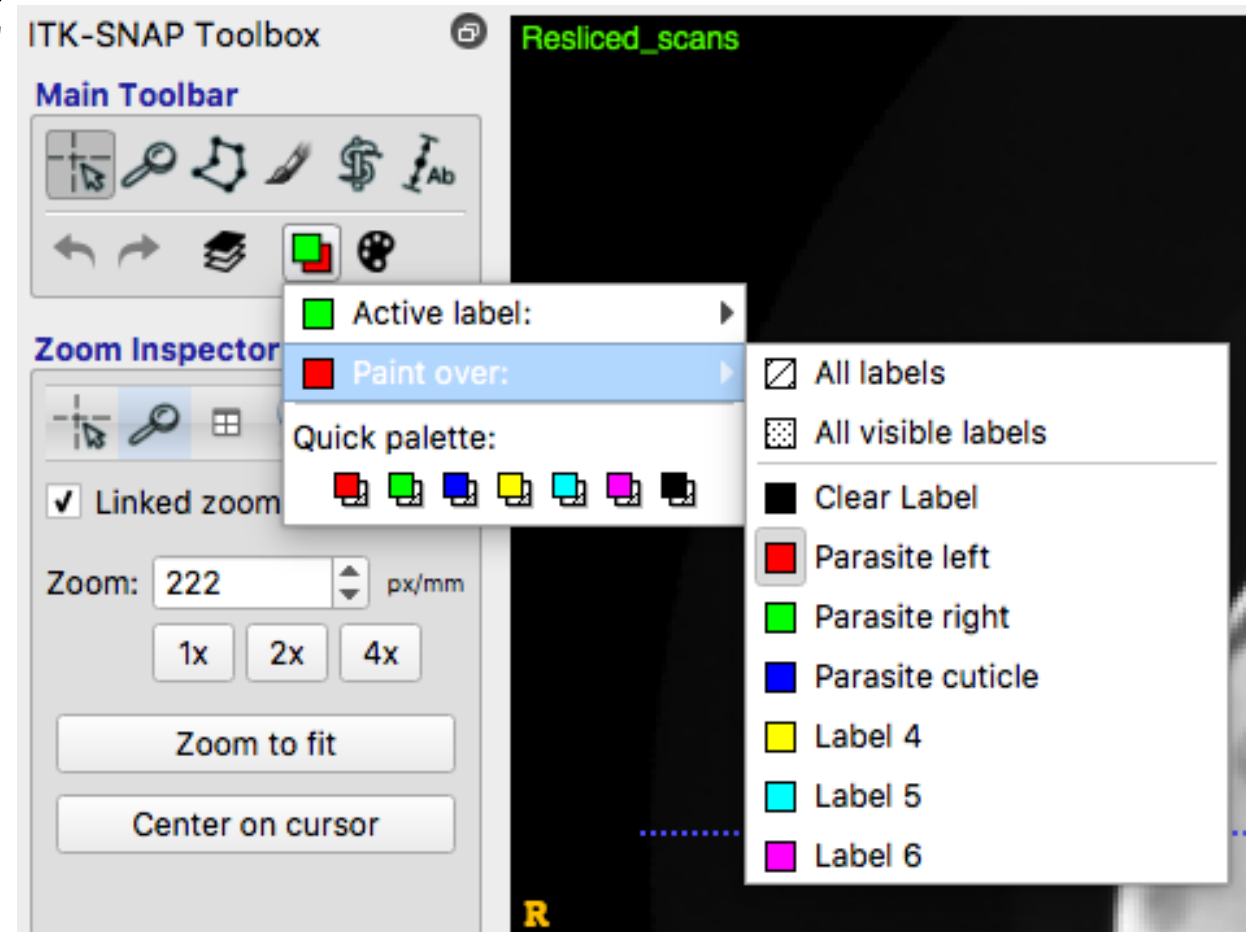 ITK-SNAP Toolbox
Resliced_scans
Main Toolbar
Ab
Active label:
Zoom Inspector
Paint over:
All labels
All visible labels
Quick palette:
Clear Label
Linked zoom
Parasite left
Zoom: 222 px/mm
Parasite right
1x 2x 4x
Parasite cuticle
Zoom to fit
Label 4
Label 5
Center on cursor
Label 6
R